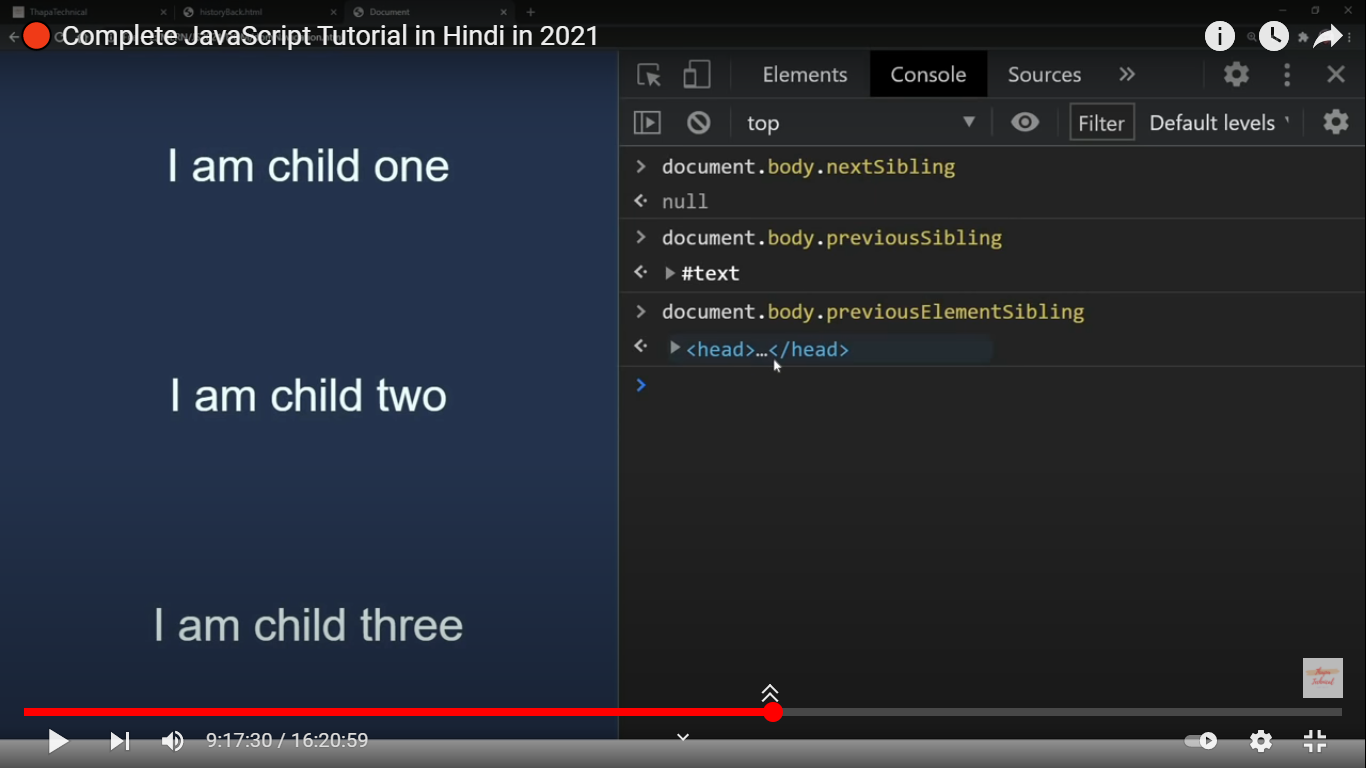 ThapaTechnical
historyBack.html
Document
Complete JavaScript Tutorial in Hindi in 2021
Elements
Console
Sources
top
Filter
Default levels
document.body.nextSibling
null
document.body.previousSibling
#text
document.body.previousElementSibling
<head>…</head>
I am child one
I am child two
I am child three
Thapa
Technical
9:17:30 / 16:20:59